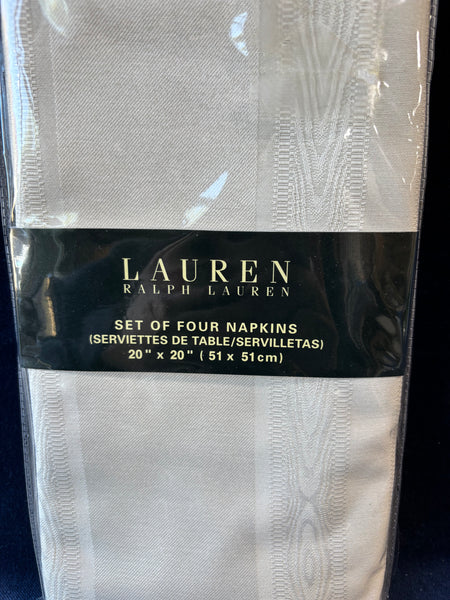 LAUREN
RALPH LAUREN
SET OF FOUR NAPKINS
(SERVIETTES DE TABLE/SERVILLETAS)
20" x 20" ( 51 x 51cm)